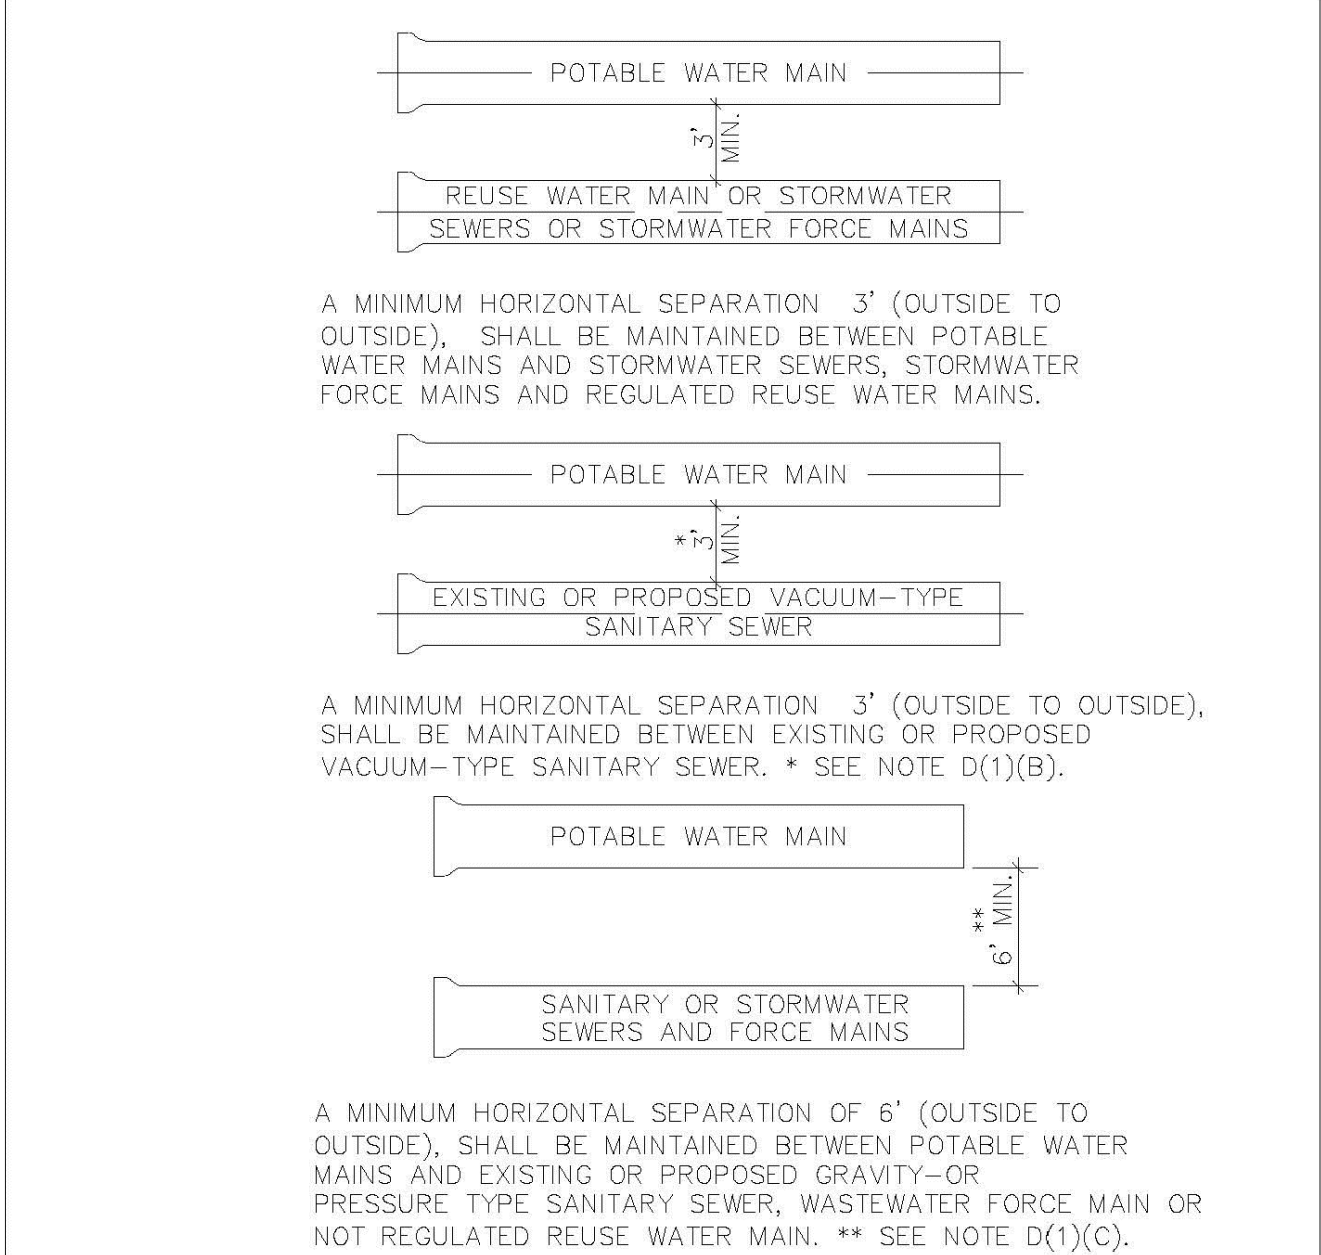 POTABLE WATER MAIN
3' MIN.
REUSE WATER MAIN OR STORMWATER
SEWERS OR STORMWATER FORCE MAINS
A MINIMUM HORIZONTAL SEPARATION 3' (OUTSIDE TO
OUTSIDE), SHALL BE MAINTAINED BETWEEN POTABLE
WATER MAINS AND STORMWATER SEWERS, STORMWATER
FORCE MAINS AND REGULATED REUSE WATER MAINS.
POTABLE WATER MAIN
* 3' MIN.
EXISTING OR PROPOSED VACUUM-TYPE
SANITARY SEWER
A MINIMUM HORIZONTAL SEPARATION 3' (OUTSIDE TO OUTSIDE),
SHALL BE MAINTAINED BETWEEN EXISTING OR PROPOSED
VACUUM-TYPE SANITARY SEWER. * SEE NOTE D(1)(B).
POTABLE WATER MAIN
**
6' MIN.
SANITARY OR STORMWATER
SEWERS AND FORCE MAINS
A MINIMUM HORIZONTAL SEPARATION OF 6' (OUTSIDE TO
OUTSIDE), SHALL BE MAINTAINED BETWEEN POTABLE WATER
MAINS AND EXISTING OR PROPOSED GRAVITY-OR
PRESSURE TYPE SANITARY SEWER, WASTEWATER FORCE MAIN OR
NOT REGULATED REUSE WATER MAIN. ** SEE NOTE D(1)(C).